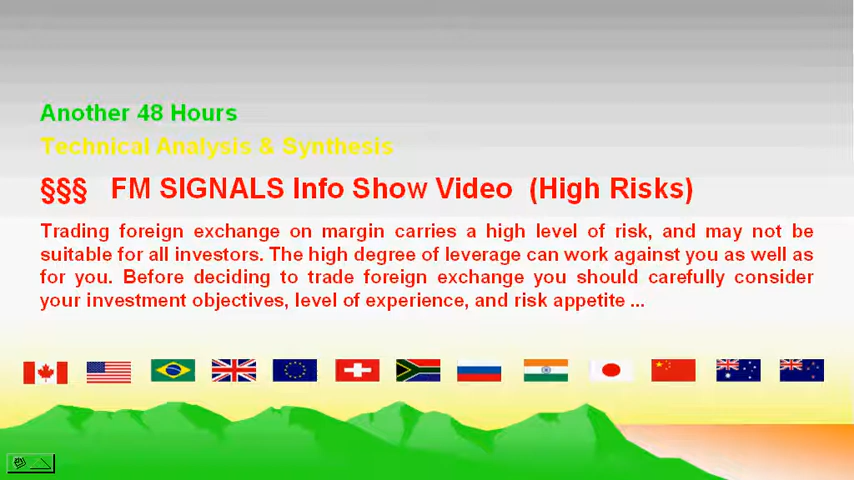 Another 48 Hours
Technical Analysis & Synthesis
§§§ FM SIGNALS Info Show Video (High Risks)
Trading foreign exchange on margin carries a high level of risk, and may not be
suitable for all investors. The high degree of leverage can work against you as well as
for you. Before deciding to trade foreign exchange you should carefully consider
your investment objectives, level of experience, and risk appetite ...